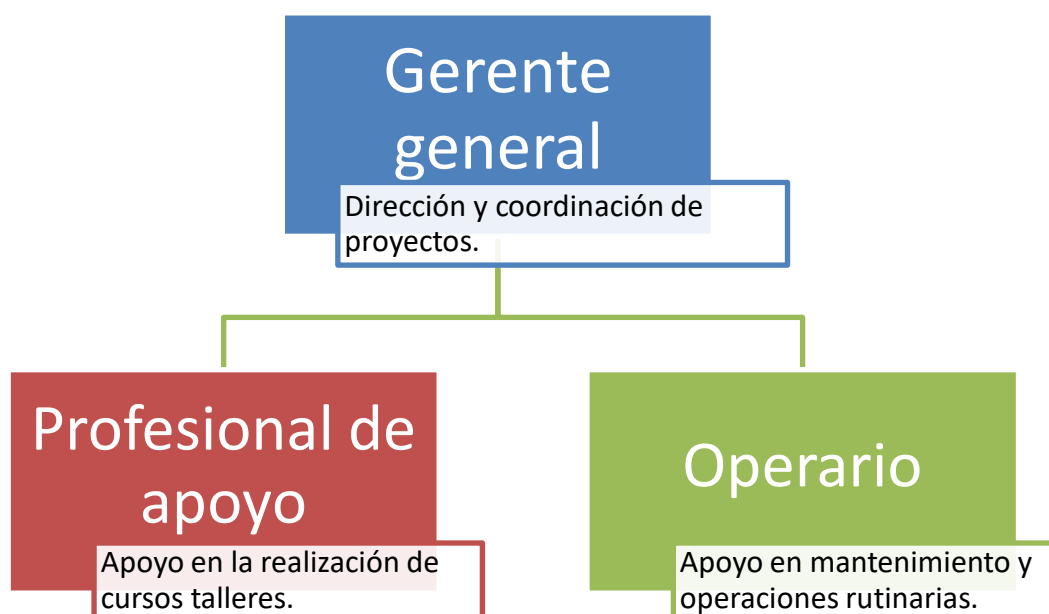 Gerente
general
Dirección y coordinación de
proyectos.
Profesional de
apoyo
Apoyo en la realización de
cursos talleres.
Operario
Apoyo en mantenimiento y
operaciones rutinarias.